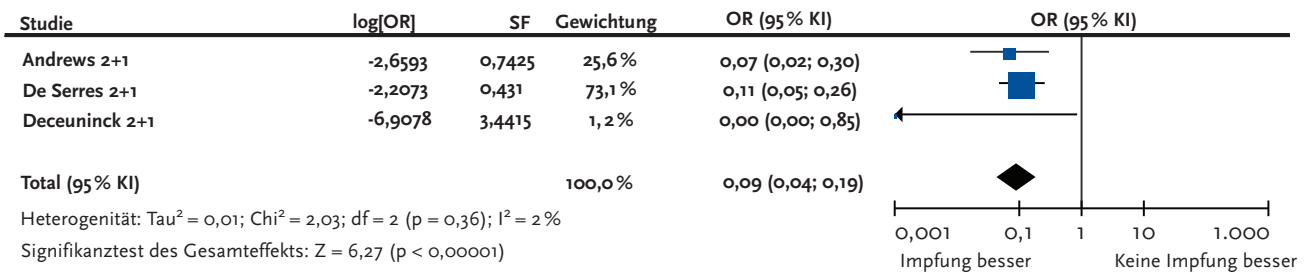 Studie log[OR] SF Gewichtung OR (95 % KI) OR (95 % KI)
Andrews 2+1 -2,6593 0,7425 25,6 % 0,07 (0,02; 0,30)
De Serres 2+1 -2,2073 0,431 73,1 % 0,11 (0,05; 0,26)
Deceuninck 2+1 -6,9078 3,4415 1,2 % 0,00 (0,00; 0,85)
Total (95 % KI) 100,0 % 0,09 (0,04; 0,19)
Heterogenität: Tau² = 0,01; Chi² = 2,03; df = 2 (p = 0,36); I² = 2 %
Signifikanztest des Gesamteffekts: Z = 6,27 (p < 0,00001)
0,001 0,1 1 10 1.000
Impfung besser Keine Impfung besser